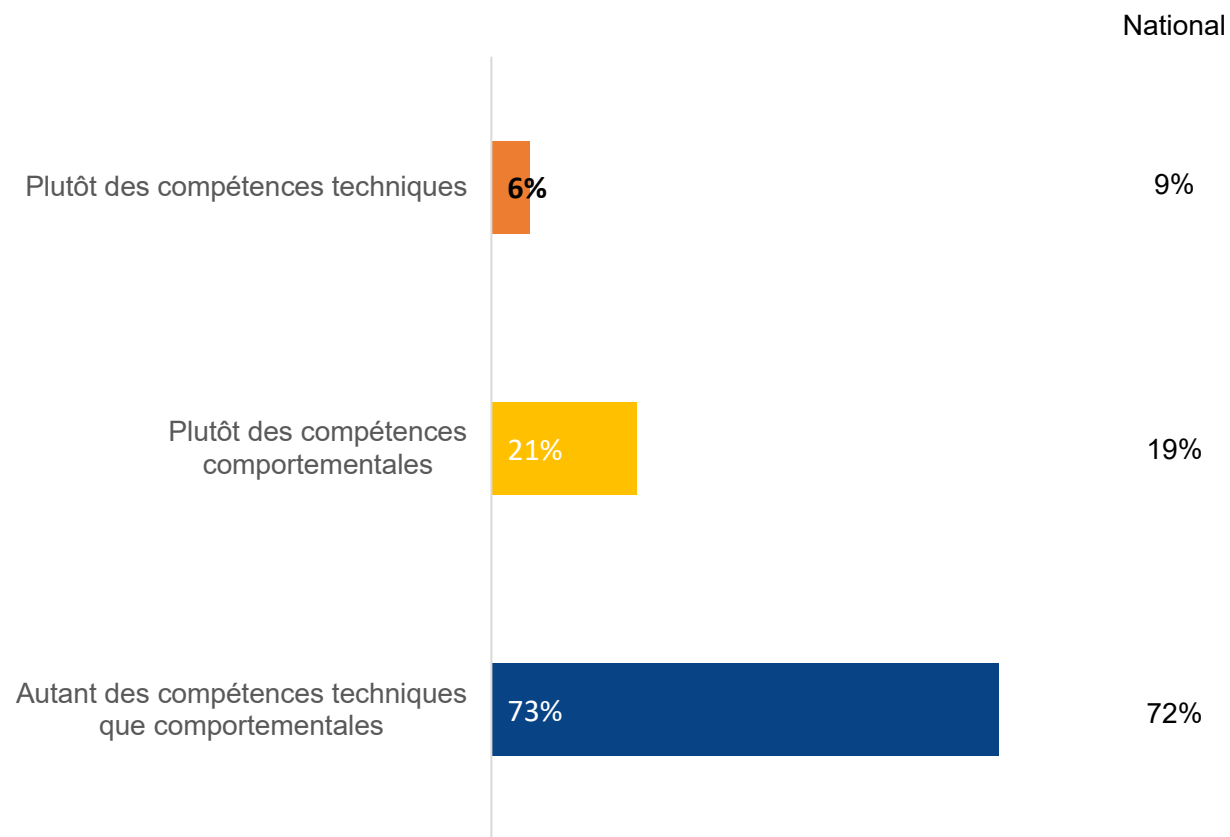 National
Plutôt des compétences techniques
6%
9%
Plutôt des compétences
comportementales
21%
19%
Autant des compétences techniques
que comportementales
73%
72%